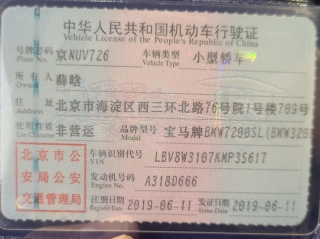 中华人民共和国机动车行驶证
Vehicle License of the People's Republic of China
号牌号码 京NUV726 车辆类型 小型轿车
Plate No. Vehicle Type
所有人 薛晗
Owner
住址 北京市海淀区西三环北路76号院1号楼709号
Address
使用性质 非营运 品牌型号 宝马牌BMW7200SL(BMW320
Use Character
北京市公安局公安交通管理局
车辆识别代号 LBV8W3107KMP35617
VIN
发动机号码 A318D666
Engine No.
注册日期 2019-06-11 发证日期 2019-06-11
Register Date Issue Date